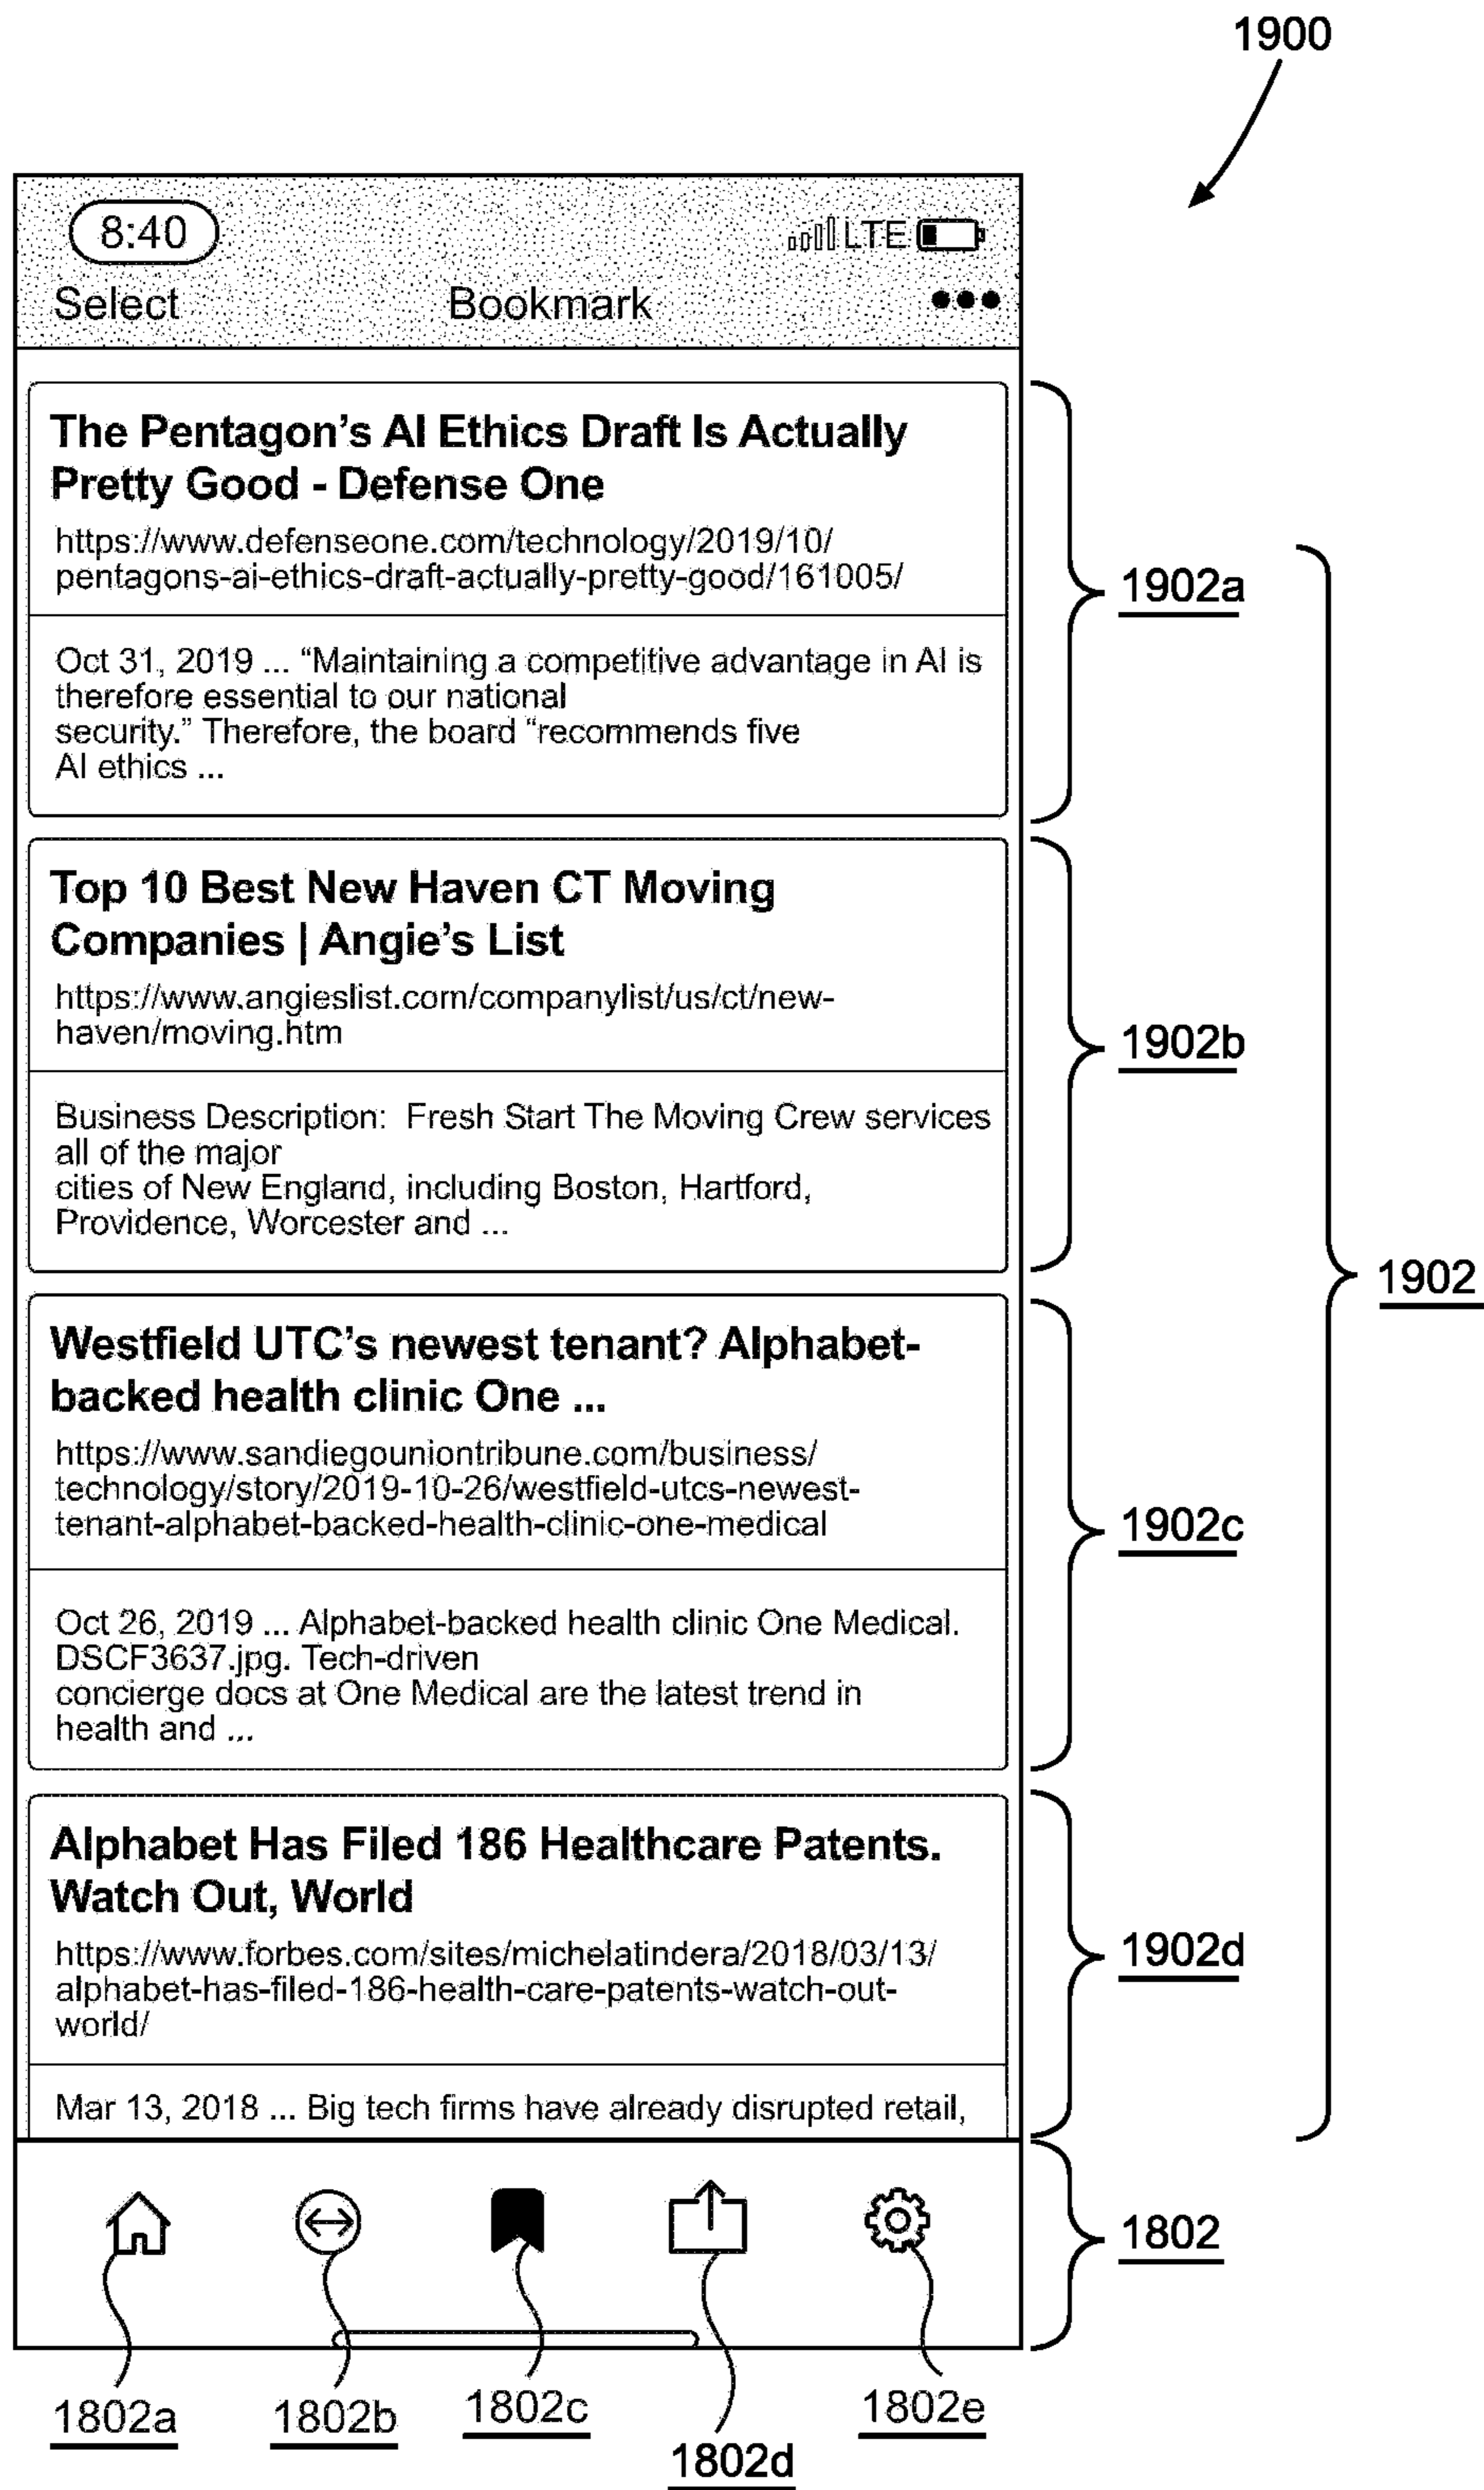 1900
8:40
LTE
Select Bookmark •••
The Pentagon’s AI Ethics Draft Is Actually
Pretty Good - Defense One
https://www.defenseone.com/technology/2019/10/
pentagons-ai-ethics-draft-actually-pretty-good/161005/
1902a
Oct 31, 2019 ... “Maintaining a competitive advantage in AI is
therefore essential to our national
security.” Therefore, the board “recommends five
AI ethics ...
Top 10 Best New Haven CT Moving
Companies | Angie’s List
https://www.angieslist.com/companylist/us/ct/new-
haven/moving.htm
1902b
Business Description: Fresh Start The Moving Crew services
all of the major
cities of New England, including Boston, Hartford,
Providence, Worcester and ...
1902
Westfield UTC’s newest tenant? Alphabet-
backed health clinic One ...
https://www.sandiegouniontribune.com/business/
technology/story/2019-10-26/westfield-utcs-newest-
tenant-alphabet-backed-health-clinic-one-medical
1902c
Oct 26, 2019 ... Alphabet-backed health clinic One Medical.
DSCF3637.jpg. Tech-driven
concierge docs at One Medical are the latest trend in
health and ...
Alphabet Has Filed 186 Healthcare Patents.
Watch Out, World
https://www.forbes.com/sites/michelatindera/2018/03/13/
alphabet-has-filed-186-health-care-patents-watch-out-
world/
1902d
Mar 13, 2018 ... Big tech firms have already disrupted retail,
1802
1802a 1802b 1802c 1802d 1802e